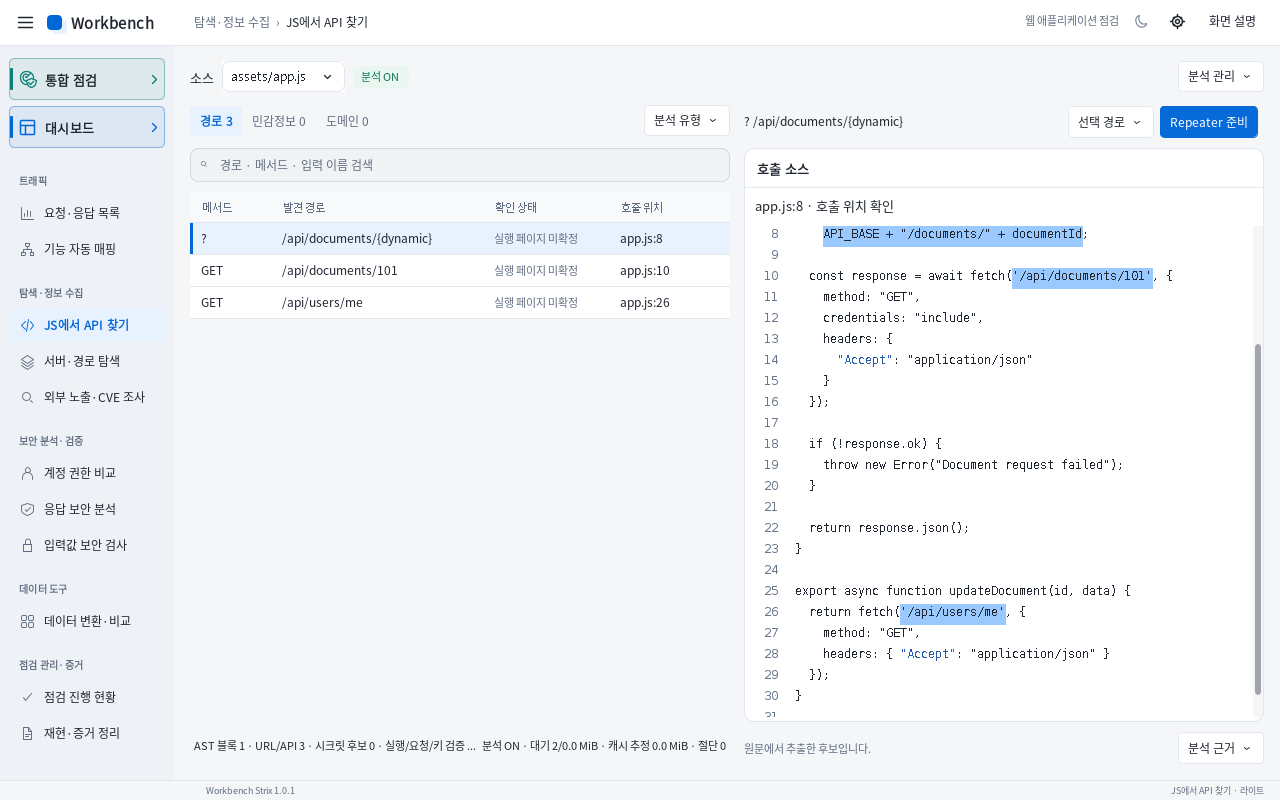 Workbench
탐색·정보 수집 › JS에서 API 찾기
웹 애플리케이션 점검
화면 설명
통합 점검
대시보드
트래픽
요청·응답 목록
기능 자동 매핑
탐색·정보 수집
JS에서 API 찾기
서버·경로 탐색
외부 노출·CVE 조사
보안 분석·검증
계정 권한 비교
응답 보안 분석
입력값 보안 검사
데이터 도구
데이터 변환·비교
점검 관리·증거
점검 진행 현황
재현·증거 정리
소스 assets/app.js 분석 ON
분석 관리
경로 3 민감정보 0 도메인 0
분석 유형
경로 · 메서드 · 입력 이름 검색
메서드 발견 경로 확인 상태 호출 위치
? /api/documents/{dynamic} 실행 페이지 미확정 app.js:8
GET /api/documents/101 실행 페이지 미확정 app.js:10
GET /api/users/me 실행 페이지 미확정 app.js:26
AST 블록 1 · URL/API 3 · 시크릿 후보 0 · 실행/요청/키 검증 ... 분석 ON · 대기 2/0.0 MiB · 캐시 추정 0.0 MiB · 절단 0
? /api/documents/{dynamic}
선택 경로
Repeater 준비
호출 소스
app.js:8 · 호출 위치 확인
8 API_BASE + "/documents/" + documentId;
9
10 const response = await fetch('/api/documents/101', {
11 method: "GET",
12 credentials: "include",
13 headers: {
14 "Accept": "application/json"
15 }
16 });
17
18 if (!response.ok) {
19 throw new Error("Document request failed");
20 }
21
22 return response.json();
23 }
24
25 export async function updateDocument(id, data) {
26 return fetch('/api/users/me', {
27 method: "GET",
28 headers: { "Accept": "application/json" }
29 });
30 }
31
원문에서 추출한 후보입니다.
분석 근거
Workbench Strix 1.0.1
JS에서 API 찾기 · 라이트